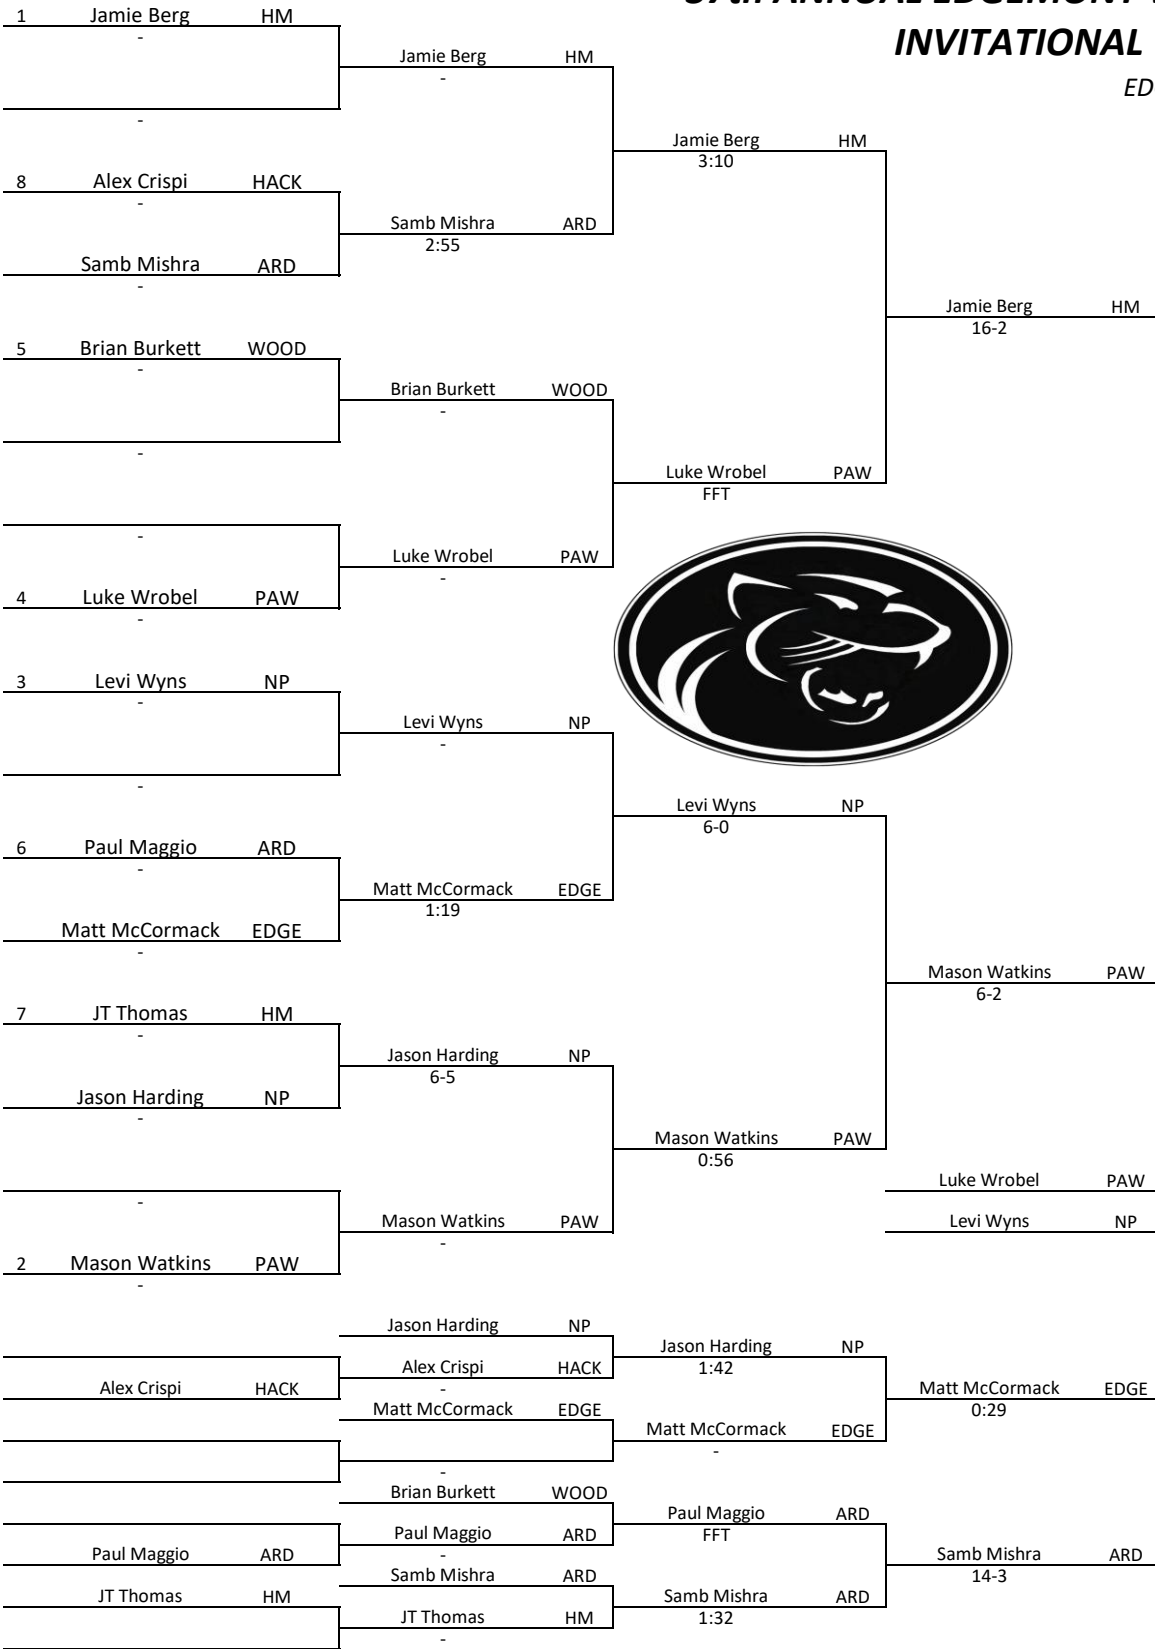 INVITATIONAL
ED
1 Jamie Berg HM
-
Jamie Berg HM
-
-
Jamie Berg HM
3:10
8 Alex Crispi HACK
-
Samb Mishra ARD
2:55
Samb Mishra ARD
-
Jamie Berg HM
16-2
5 Brian Burkett WOOD
-
Brian Burkett WOOD
-
-
Luke Wrobel PAW
FFT
-
Luke Wrobel PAW
-
4 Luke Wrobel PAW
-
3 Levi Wyns NP
-
Levi Wyns NP
-
-
Levi Wyns NP
6-0
6 Paul Maggio ARD
-
Matt McCormack EDGE
1:19
Matt McCormack EDGE
-
Mason Watkins PAW
6-2
7 JT Thomas HM
-
Jason Harding NP
6-5
Jason Harding NP
-
Mason Watkins PAW
0:56
Luke Wrobel PAW
-
Mason Watkins PAW
-
Levi Wyns NP
2 Mason Watkins PAW
-
Jason Harding NP
Jason Harding NP
1:42
Alex Crispi HACK
-
Alex Crispi HACK
Matt McCormack EDGE
0:29
Matt McCormack EDGE
Matt McCormack EDGE
-
-
Brian Burkett WOOD
Paul Maggio ARD
FFT
Paul Maggio ARD
-
Paul Maggio ARD
Samb Mishra ARD
14-3
Samb Mishra ARD
JT Thomas HM
Samb Mishra ARD
1:32
JT Thomas HM
-